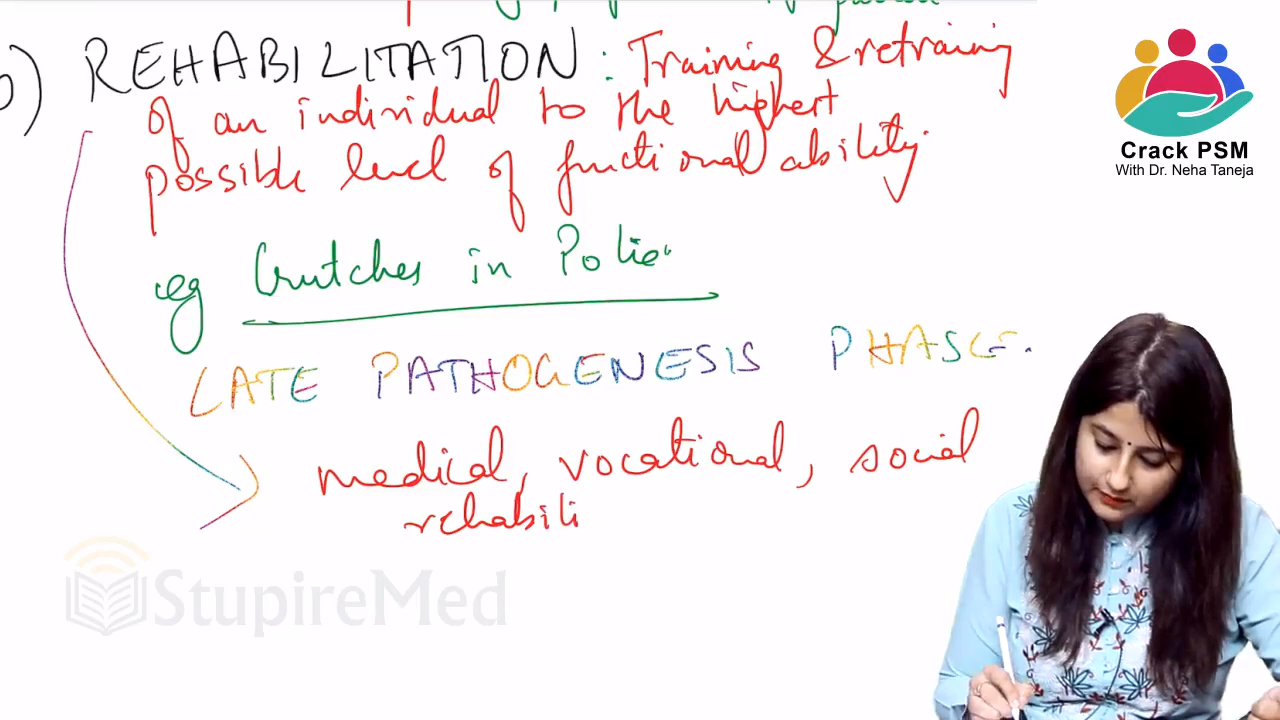 b) REHABILITATION : Training & retraining
of an individual to the highest
possible level of functional ability
eg Crutches in Polio
LATE PATHOGENESIS PHASE.
medical, vocational, social
rehabili
Crack PSM
With Dr. Neha Taneja
StupireMed